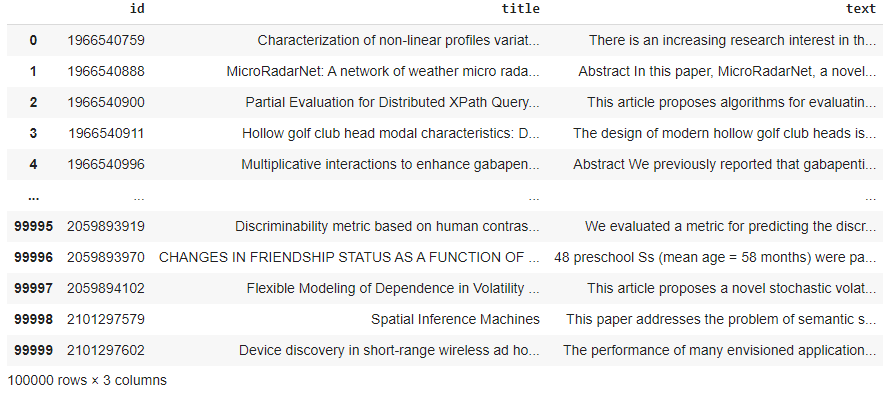 id title text
0 1966540759 Characterization of non-linear profiles variat... There is an increasing research interest in th...
1 1966540888 MicroRadarNet: A network of weather micro rada... Abstract In this paper, MicroRadarNet, a novel...
2 1966540900 Partial Evaluation for Distributed XPath Query... This article proposes algorithms for evaluatin...
3 1966540911 Hollow golf club head modal characteristics: D... The design of modern hollow golf club heads is...
4 1966540996 Multiplicative interactions to enhance gabapen... Abstract We previously reported that gabapenti...
... ... ... ...
99995 2059893919 Discriminability metric based on human contras... We evaluated a metric for predicting the discr...
99996 2059893970 CHANGES IN FRIENDSHIP STATUS AS A FUNCTION OF ... 48 preschool Ss (mean age = 58 months) were pa...
99997 2059894102 Flexible Modeling of Dependence in Volatility ... This article proposes a novel stochastic volat...
99998 2101297579 Spatial Inference Machines This paper addresses the problem of semantic s...
99999 2101297602 Device discovery in short-range wireless ad ho... The performance of many envisioned application...
100000 rows × 3 columns